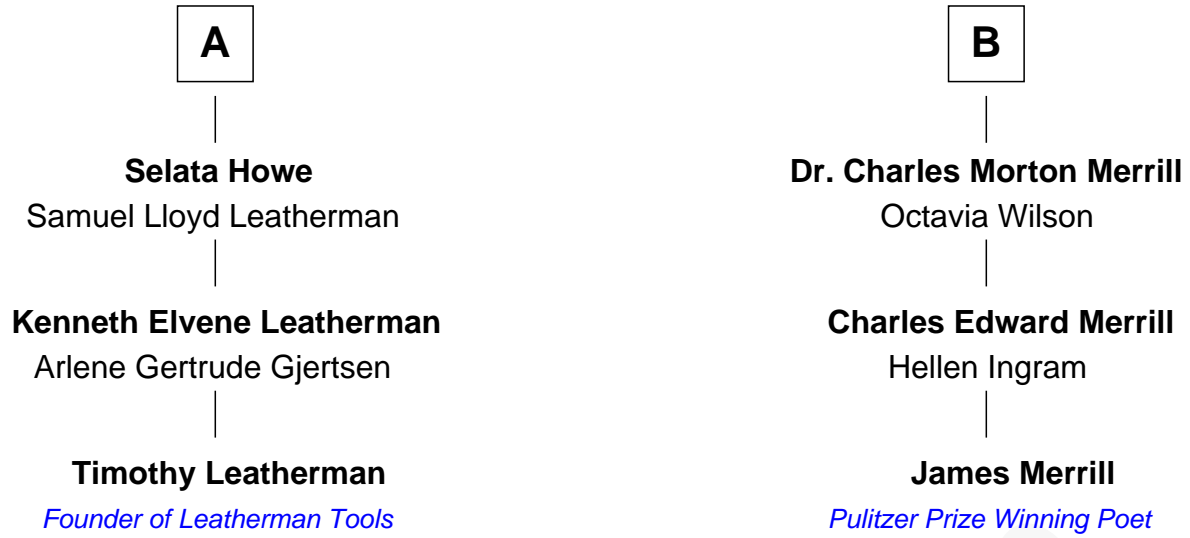 A
Selata Howe
Samuel Lloyd Leatherman
Kenneth Elvene Leatherman
Arlene Gertrude Gjertsen
Timothy Leatherman
Founder of Leatherman Tools
B
Dr. Charles Morton Merrill
Octavia Wilson
Charles Edward Merrill
Hellen Ingram
James Merrill
Pulitzer Prize Winning Poet